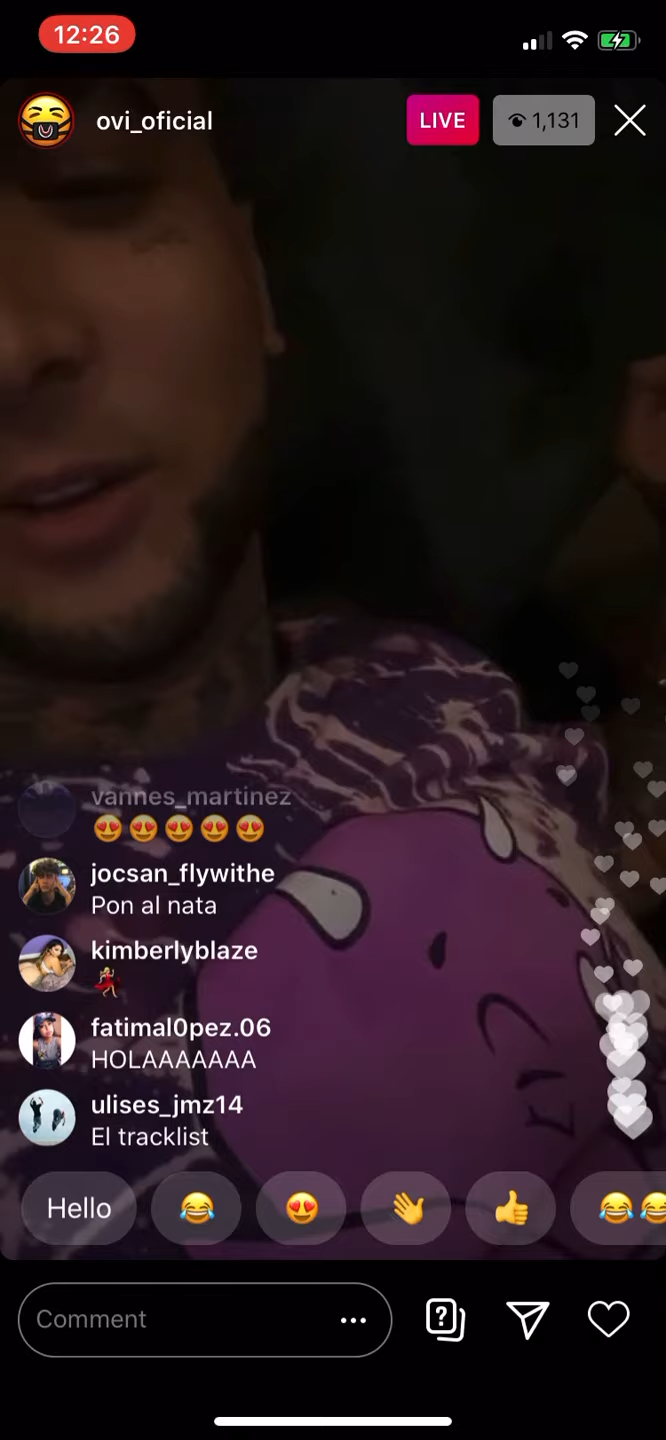 12:26
ovi_oficial
LIVE
1,131
vannes_martinez
😍😍😍😍😍
jocsan_flywithe
Pon al nata
kimberlyblaze
💃
fatimal0pez.06
HOLAAAAAAA
ulises_jmz14
El tracklist
Hello 😂 😍 👋 👍 😂😂
Comment